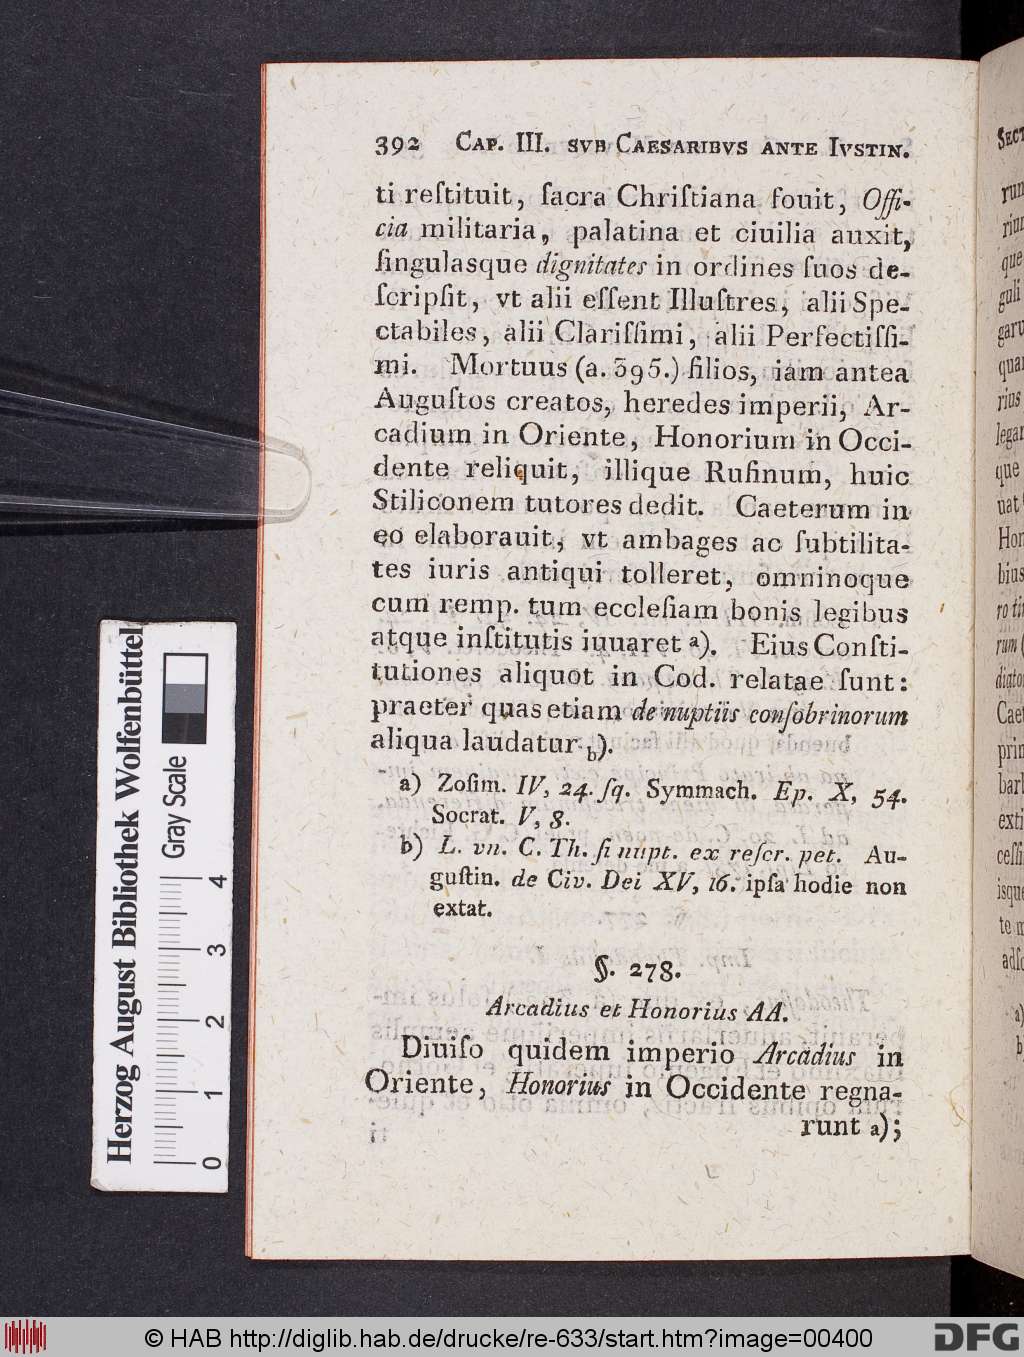 392 CAP. III. SVB CAESARIBVS ANTE IVSTIN.
ti reſtituit, ſacra Chriſtiana fouit, Offi-
cia militaria, palatina et ciuilia auxit,
ſingulasque dignitates in ordines ſuos de-
ſcripſit, vt alii eſſent Illuſtres, alii Spe-
ctabiles, alii Clariſſimi, alii Perfectiſſi-
mi. Mortuus (a. 395.) filios, iam antea
Auguſtos creatos, heredes imperii, Ar-
cadium in Oriente, Honorium in Occi-
dente reliquit, illique Rufinum, huic
Stiliconem tutores dedit. Caeterum in
eo elaborauit, vt ambages ac ſubtilita-
tes iuris antiqui tolleret, omninoque
cum remp. tum eccleſiam bonis legibus
atque inſtitutis iuuaret a). Eius Conſti-
tutiones aliquot in Cod. relatae ſunt:
praeter quas etiam de nuptiis conſobrinorum
aliqua laudatur b).
a) Zoſim. IV, 24. ſq. Symmach. Ep. X, 54.
Socrat. V, 8.
b) L. vn. C. Th. ſi nupt. ex reſcr. pet. Au-
guſtin. de Civ. Dei XV, 16. ipſa hodie non
extat.
§. 278.
Arcadius et Honorius AA.
Diuiſo quidem imperio Arcadius in
Oriente, Honorius in Occidente regna-
runt a);
Herzog August Bibliothek Wolfenbüttel
Gray Scale
0 1 2 3 4
© HAB http://diglib.hab.de/drucke/re-633/start.htm?image=00400
DFG